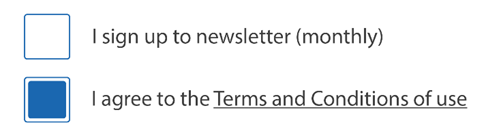 I sign up to newsletter (monthly)
I agree to the Terms and Conditions of use